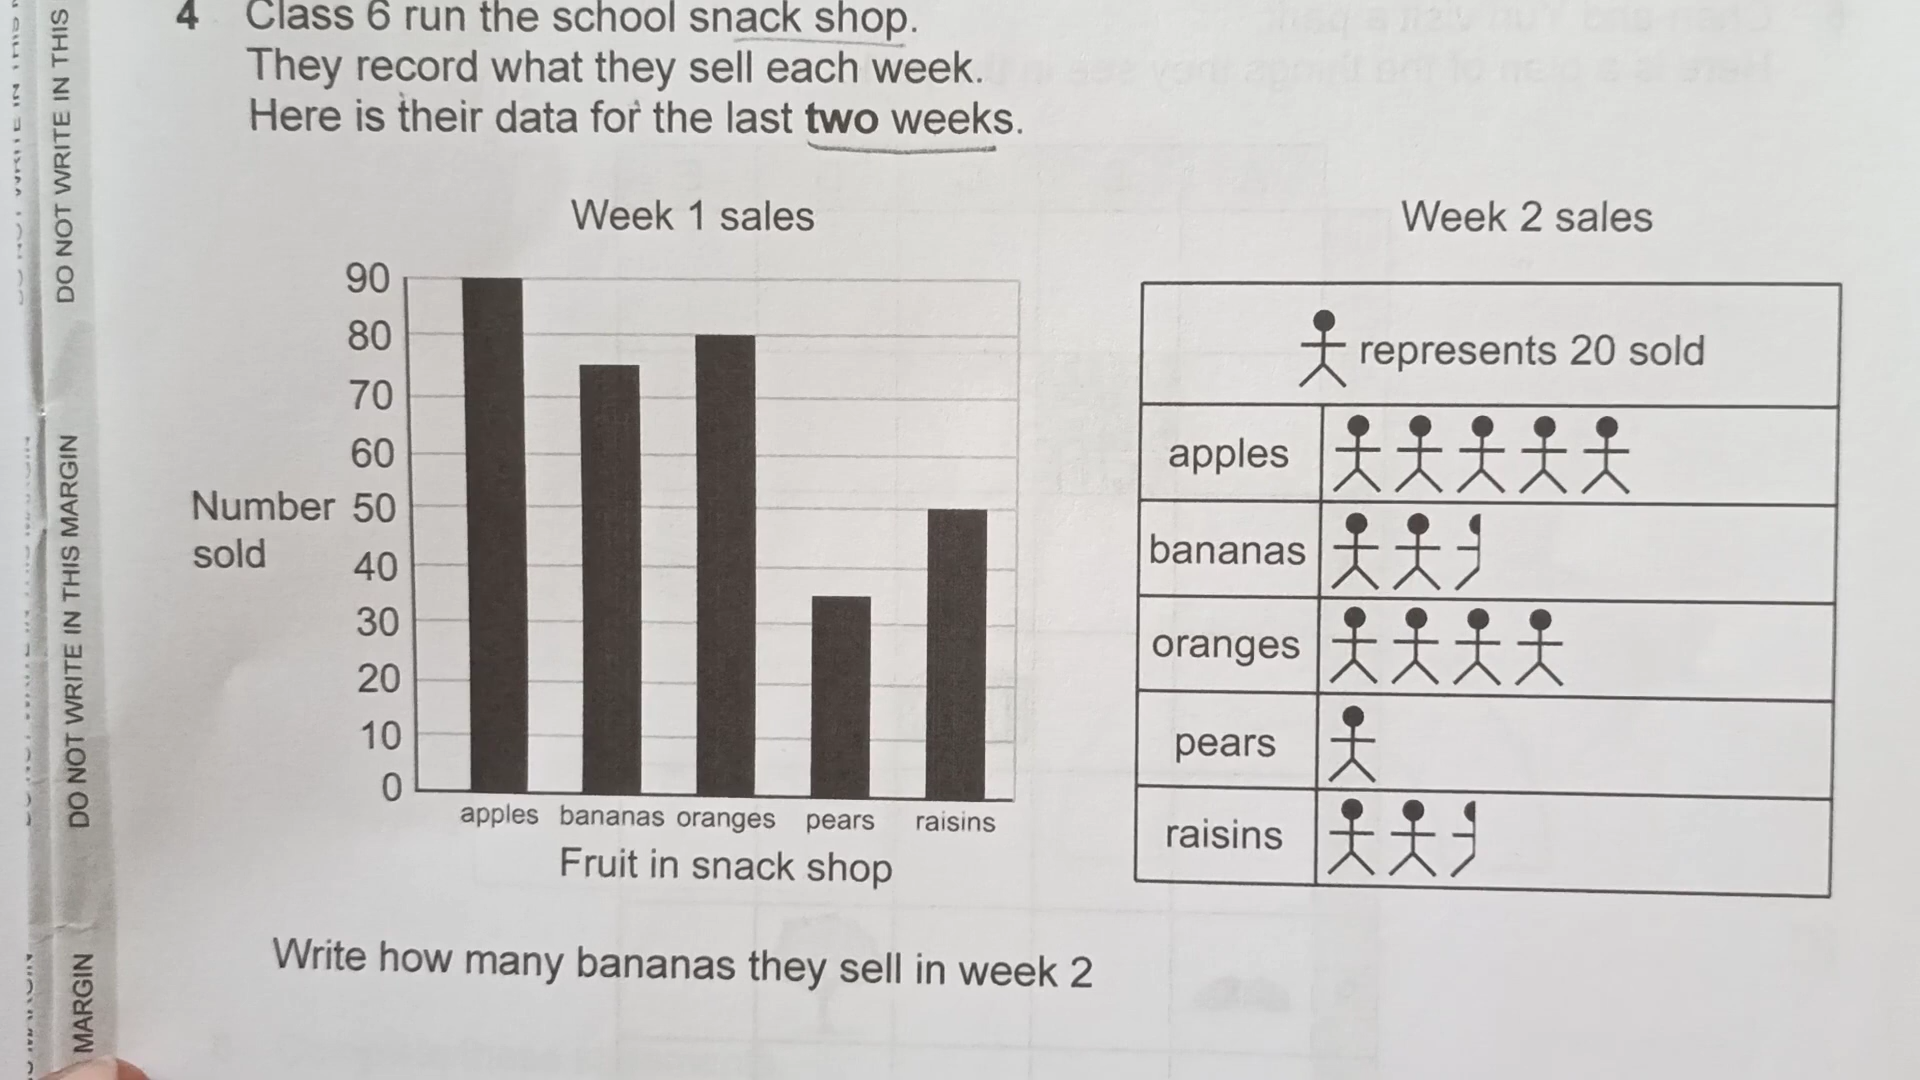 4 Class 6 run the school snack shop.
They record what they sell each week.
Here is their data for the last two weeks.
Week 1 sales
90
80
70
60
50
40
30
20
10
0
Number
sold
apples bananas oranges pears raisins
Fruit in snack shop
Week 2 sales
represents 20 sold
apples
bananas
oranges
pears
raisins
Write how many bananas they sell in week 2
DO NOT WRITE IN THIS
DO NOT WRITE IN THIS MARGIN
MARGIN